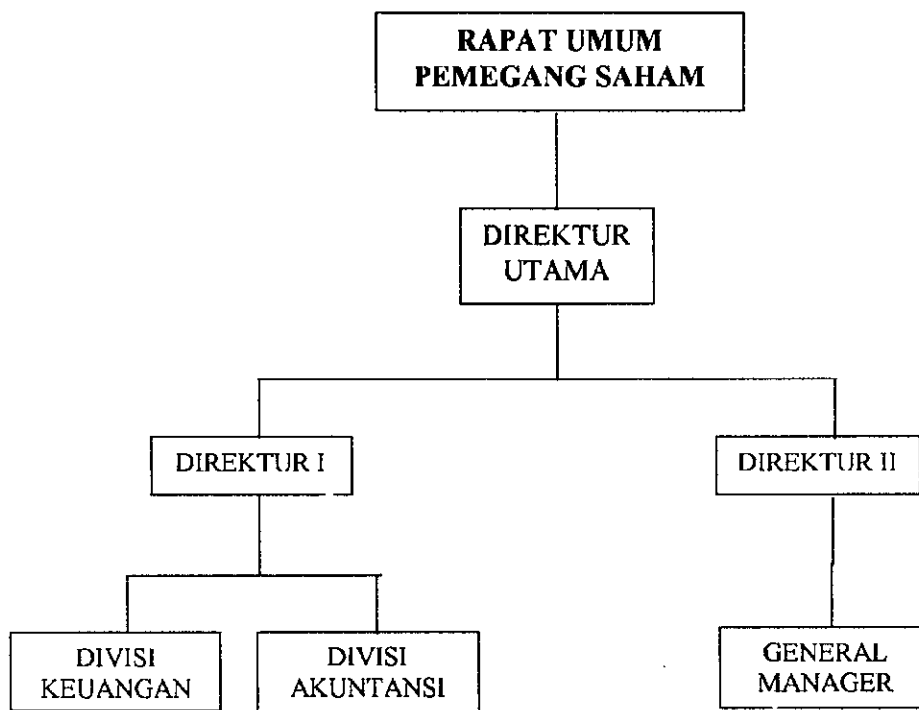 RAPAT UMUM
PEMEGANG SAHAM
DIREKTUR
UTAMA
DIREKTUR I
DIREKTUR II
DIVISI
KEUANGAN
DIVISI
AKUNTANSI
GENERAL
MANAGER